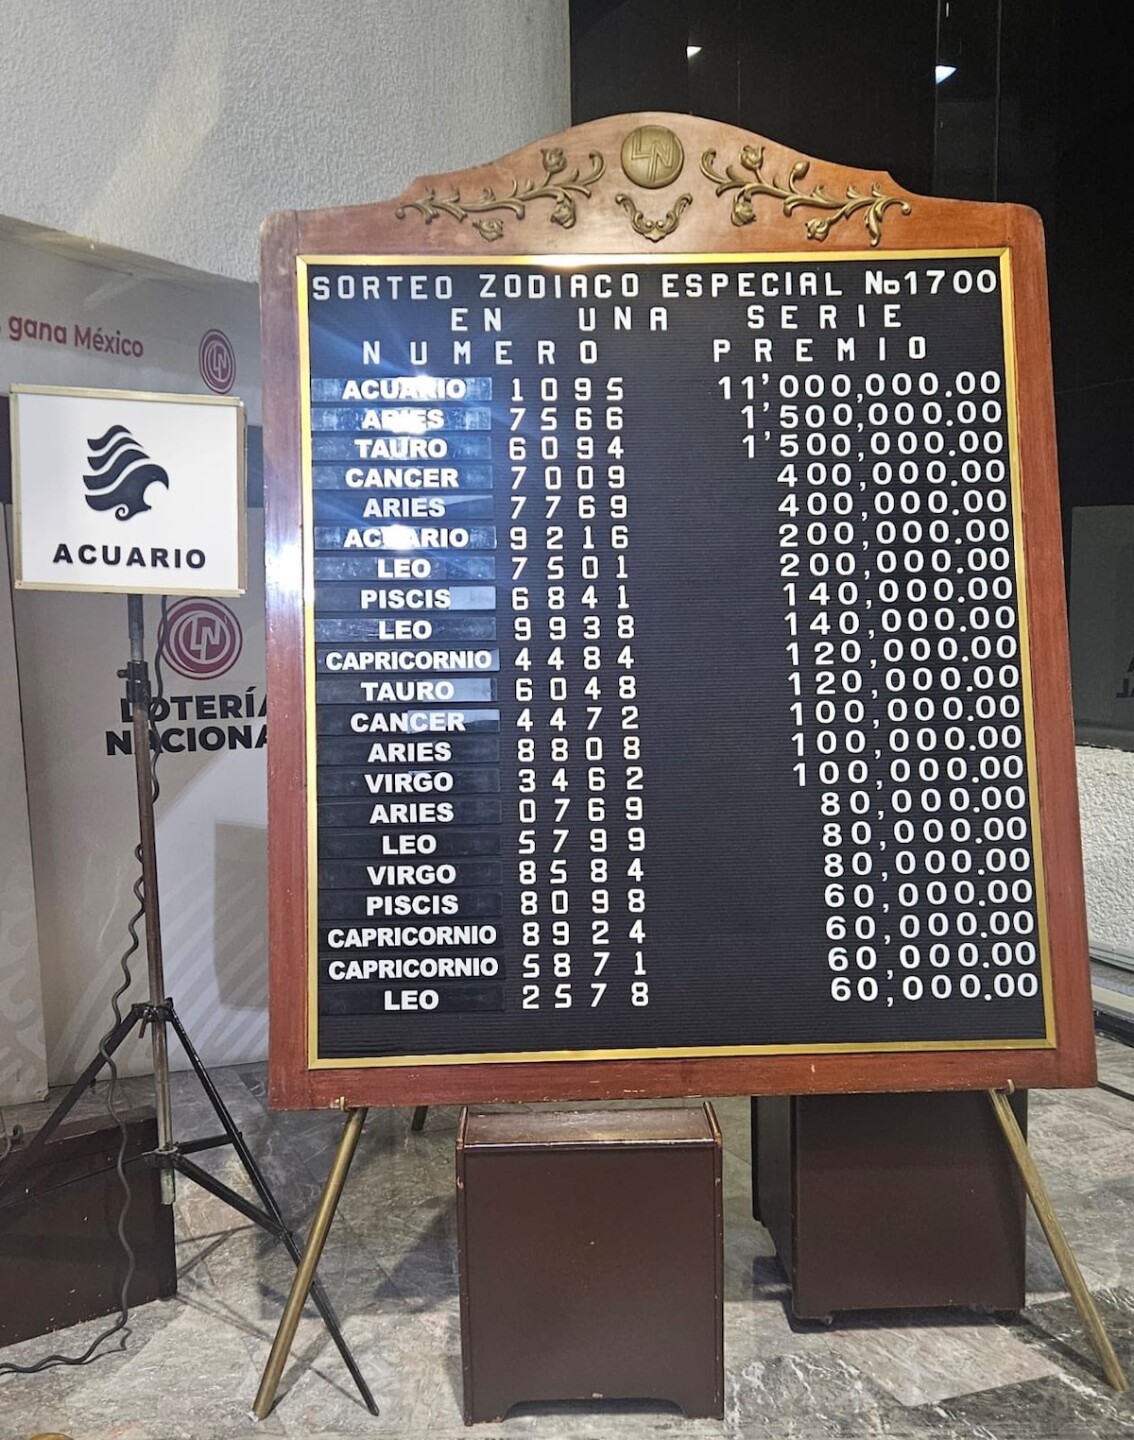 gana México
LN
ACUARIO
LN
LOTERÍA
NACIONA
LN
SORTEO ZODIACO ESPECIAL No1700
EN UNA SERIE
NUMERO PREMIO
ACUARIO 1095 11'000,000.00
ARIES 7566 1'500,000.00
TAURO 6094 1'500,000.00
CANCER 7009 400,000.00
ARIES 7769 400,000.00
ACUARIO 9216 200,000.00
LEO 7501 200,000.00
PISCIS 6841 140,000.00
LEO 9938 140,000.00
CAPRICORNIO 4484 120,000.00
TAURO 6048 120,000.00
CANCER 4472 100,000.00
ARIES 8808 100,000.00
VIRGO 3462 100,000.00
ARIES 0769 80,000.00
LEO 5799 80,000.00
VIRGO 8584 80,000.00
PISCIS 8098 60,000.00
CAPRICORNIO 8924 60,000.00
CAPRICORNIO 5871 60,000.00
LEO 2578 60,000.00